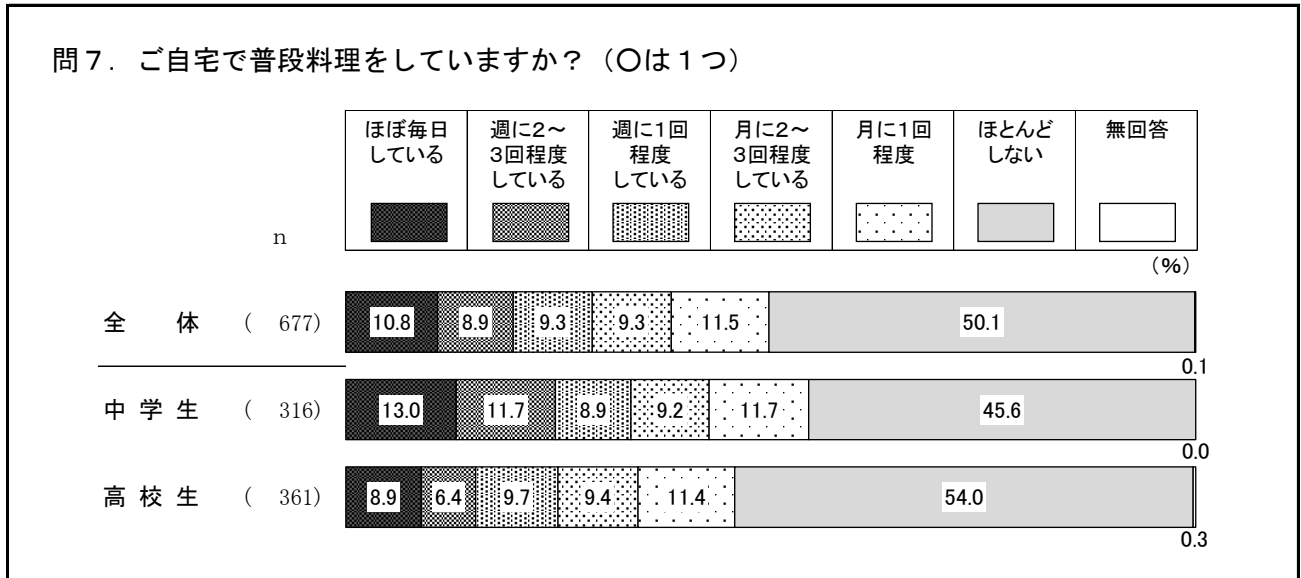 問７．ご自宅で普段料理をしていますか？（〇は１つ）
ほぼ毎日
している
週に2～
3回程度
している
週に1回
程度
している
月に2～
3回程度
している
月に1回
程度
ほとんど
しない
無回答
n
（％）
全体 （ 677） 10.8 8.9 9.3 9.3 11.5 50.1
0.1
中学生 （ 316） 13.0 11.7 8.9 9.2 11.7 45.6
0.0
高校生 （ 361） 8.9 6.4 9.7 9.4 11.4 54.0
0.3